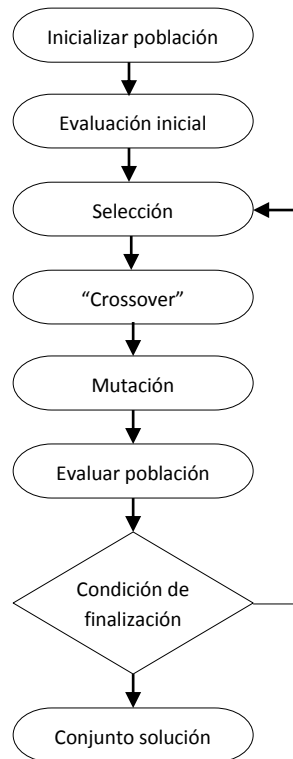 Inicializar población
Evaluación inicial
Selección
“Crossover”
Mutación
Evaluar población
Condición de
finalización
Conjunto solución